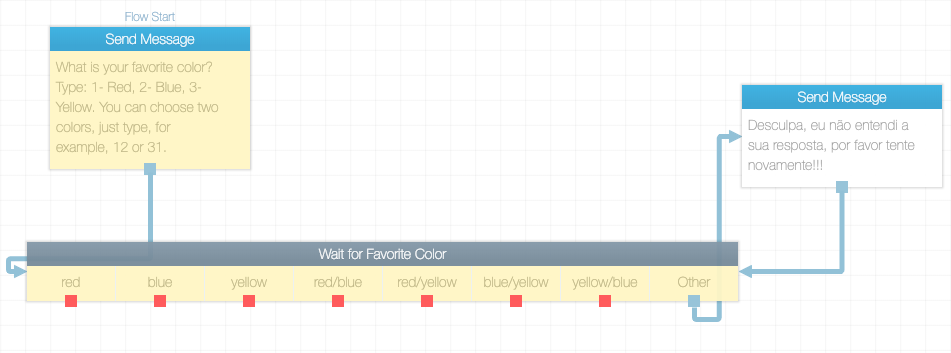 Flow Start
Send Message
What is your favorite color?
Type: 1- Red, 2- Blue, 3-
Yellow. You can choose two
colors, just type, for
example, 12 or 31.
Send Message
Desculpa, eu não entendi a
sua resposta, por favor tente
novamente!!!
Wait for Favorite Color
red blue yellow red/blue red/yellow blue/yellow yellow/blue Other